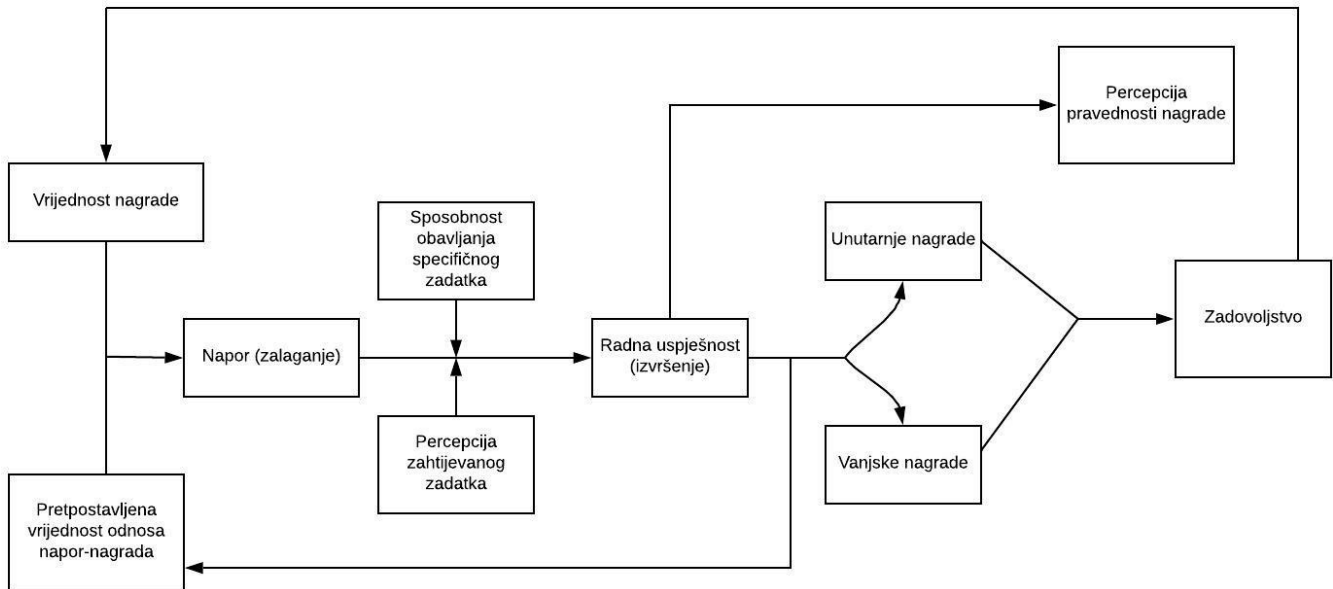 Percepcija
pravednosti nagrade
Vrijednost nagrade
Sposobnost
obavljanja
specifičnog
zadatka
Unutarnje nagrade
Zadovoljstvo
Napor (zalaganje)
Radna uspješnost
(izvršenje)
Percepcija
zahtijevanog
zadatka
Vanjske nagrade
Pretpostavljena
vrijednost odnosa
napor-nagrada